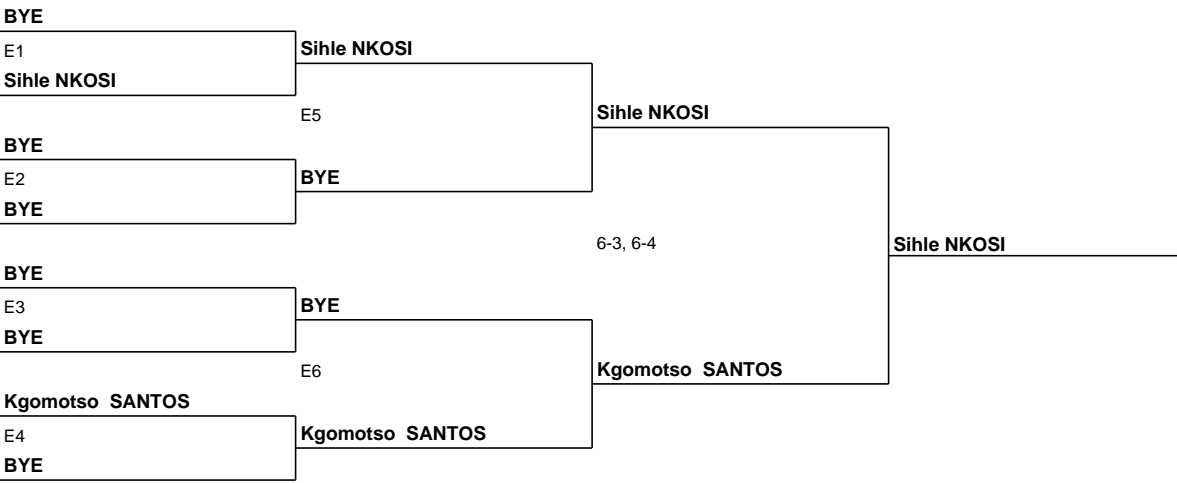 BYE
E1
Sihle NKOSI
Sihle NKOSI
E5
Sihle NKOSI
BYE
E2
BYE
BYE
6-3, 6-4
Sihle NKOSI
BYE
E3
BYE
BYE
E6
Kgomotso SANTOS
Kgomotso SANTOS
E4
Kgomotso SANTOS
BYE